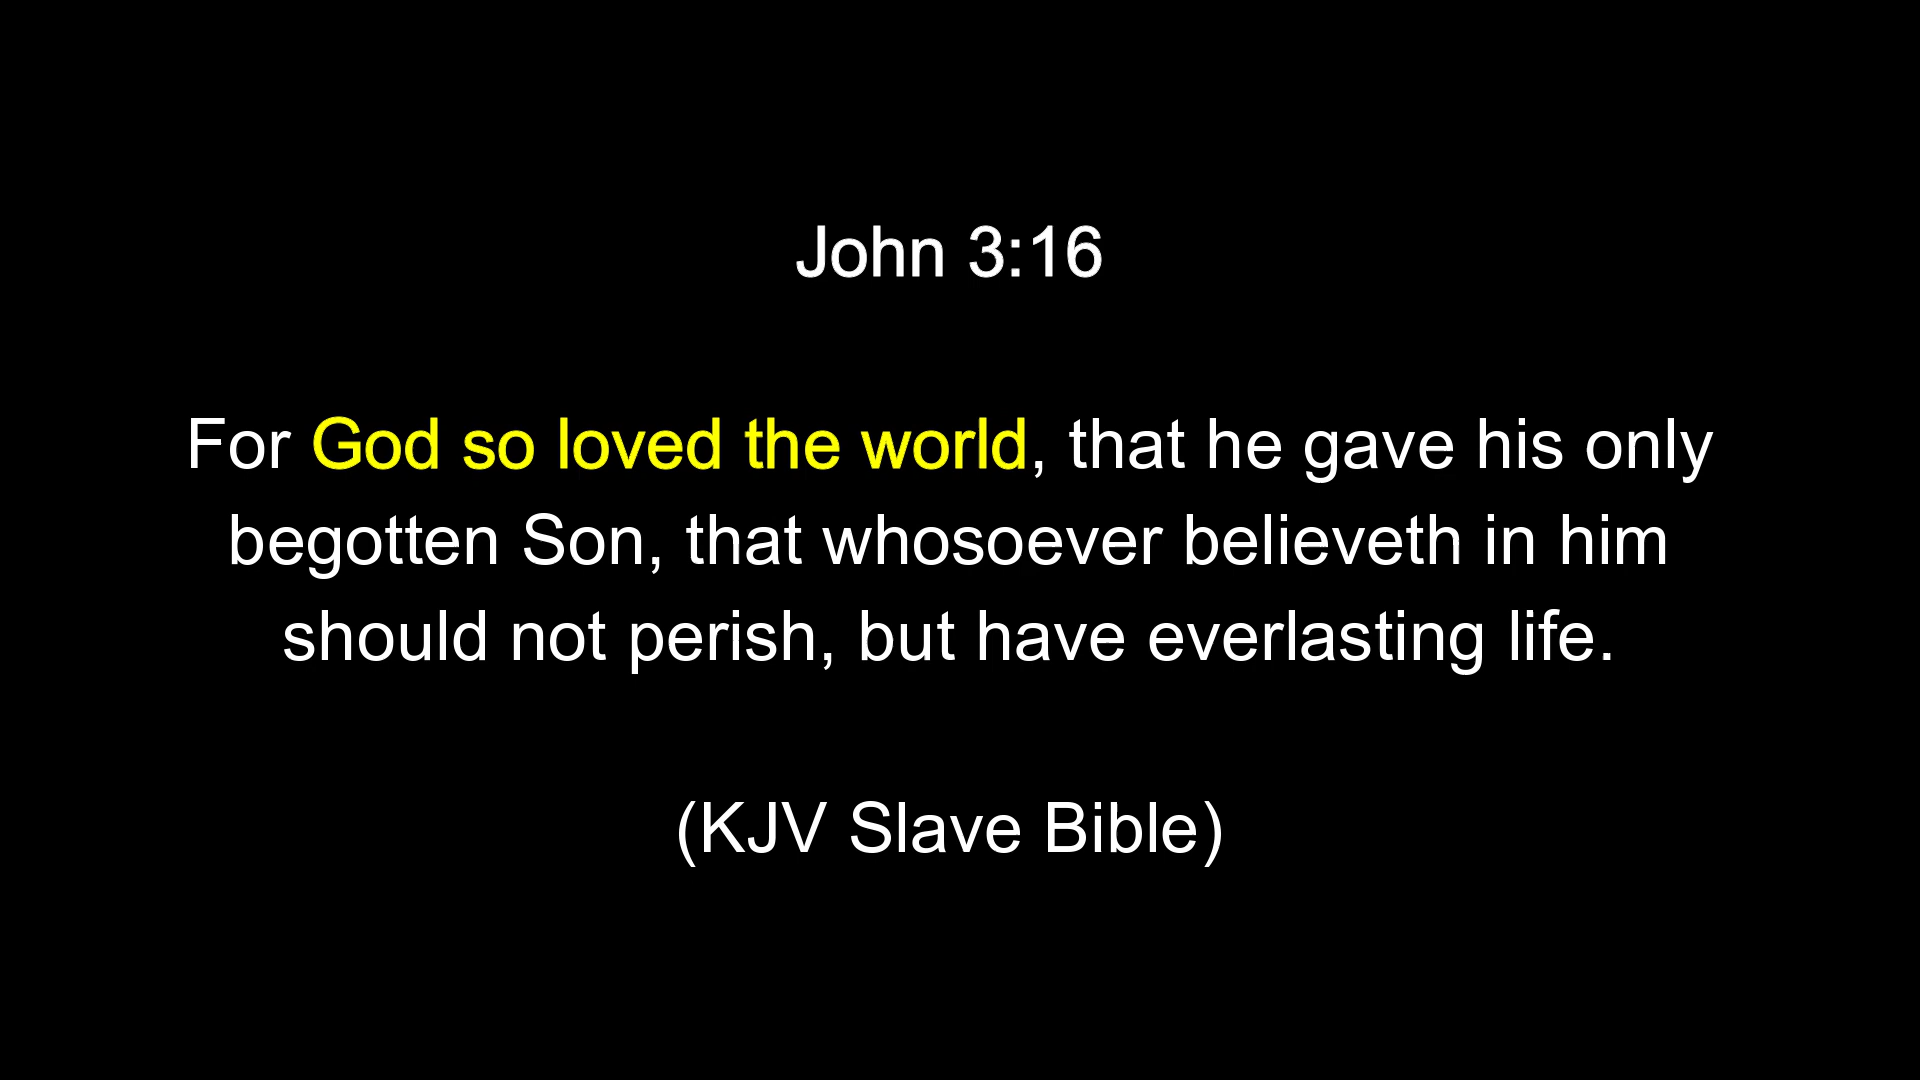 John 3:16
For God so loved the world, that he gave his only
begotten Son, that whosoever believeth in him
should not perish, but have everlasting life.
(KJV Slave Bible)